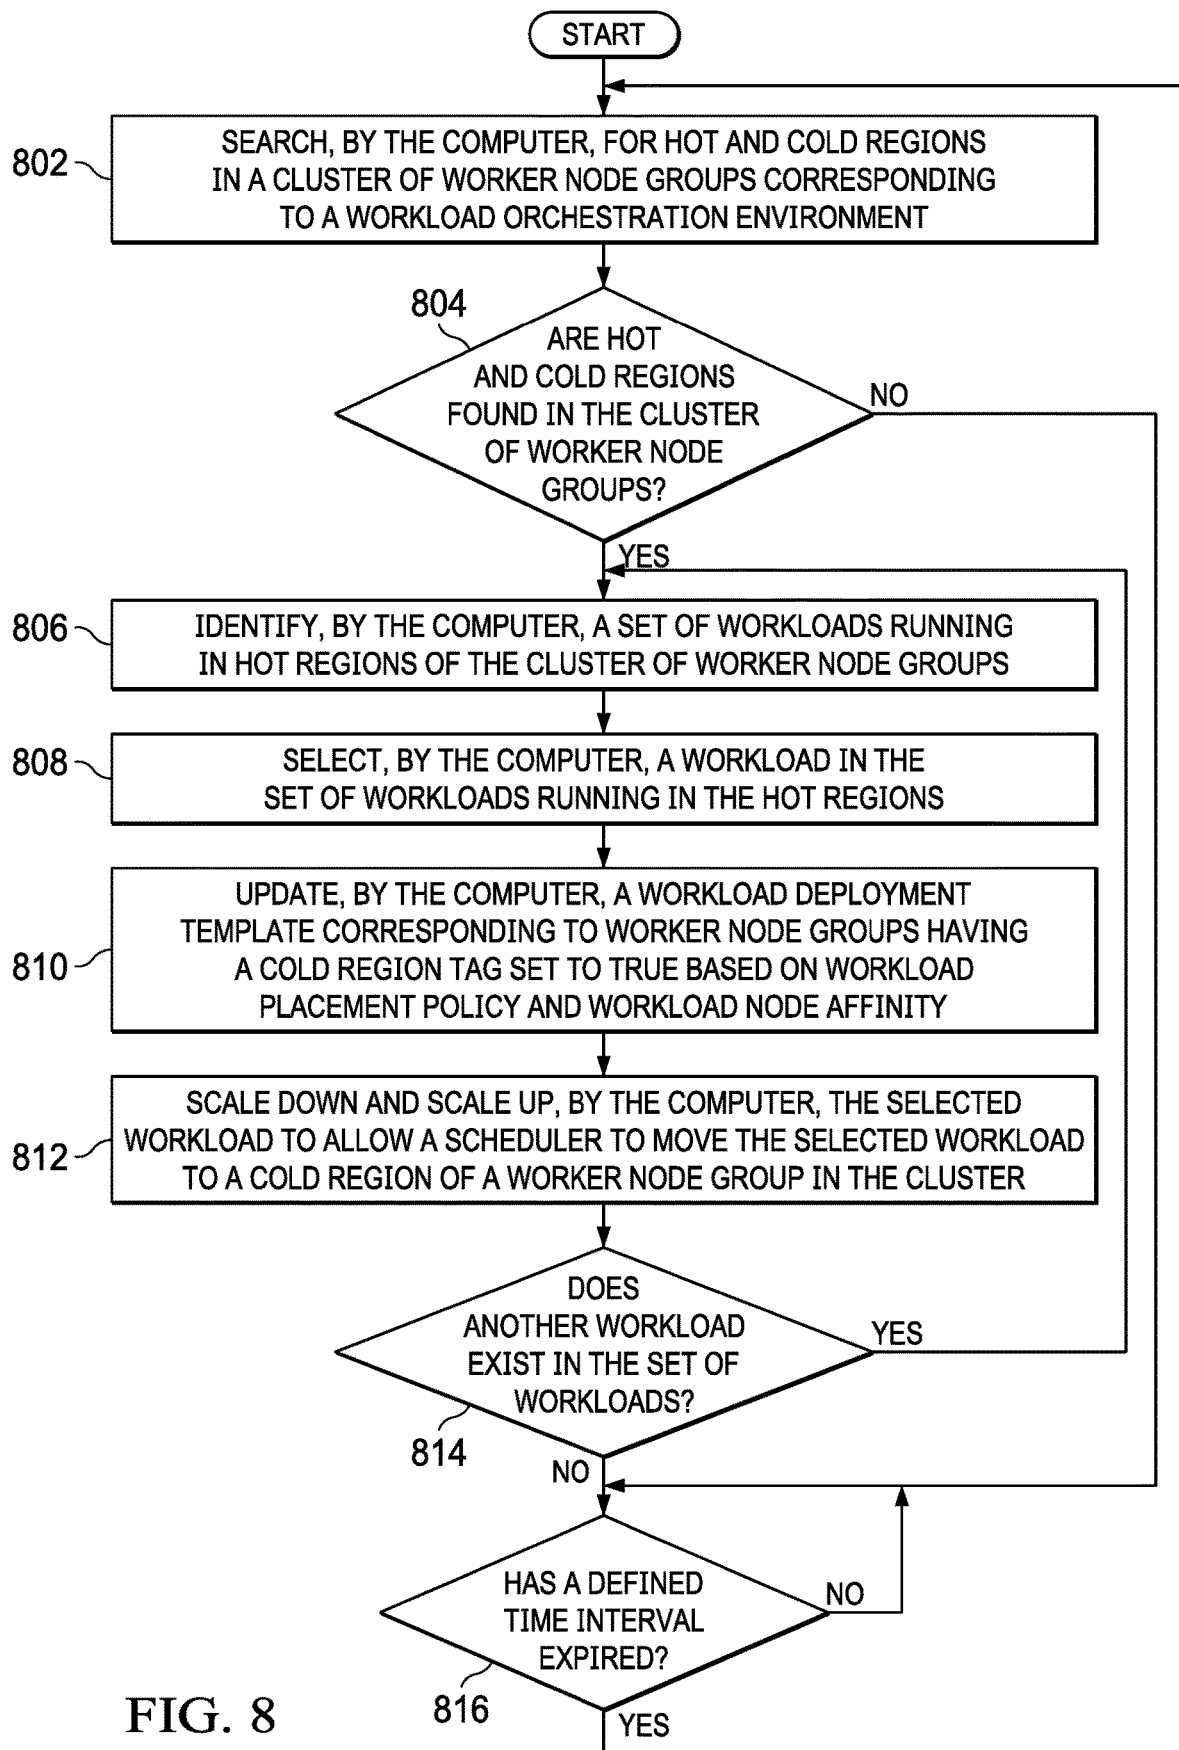 START
802
SEARCH, BY THE COMPUTER, FOR HOT AND COLD REGIONS
IN A CLUSTER OF WORKER NODE GROUPS CORRESPONDING
TO A WORKLOAD ORCHESTRATION ENVIRONMENT
804
ARE HOT
AND COLD REGIONS
FOUND IN THE CLUSTER
OF WORKER NODE
GROUPS?
NO
YES
806
IDENTIFY, BY THE COMPUTER, A SET OF WORKLOADS RUNNING
IN HOT REGIONS OF THE CLUSTER OF WORKER NODE GROUPS
808
SELECT, BY THE COMPUTER, A WORKLOAD IN THE
SET OF WORKLOADS RUNNING IN THE HOT REGIONS
810
UPDATE, BY THE COMPUTER, A WORKLOAD DEPLOYMENT
TEMPLATE CORRESPONDING TO WORKER NODE GROUPS HAVING
A COLD REGION TAG SET TO TRUE BASED ON WORKLOAD
PLACEMENT POLICY AND WORKLOAD NODE AFFINITY
812
SCALE DOWN AND SCALE UP, BY THE COMPUTER, THE SELECTED
WORKLOAD TO ALLOW A SCHEDULER TO MOVE THE SELECTED WORKLOAD
TO A COLD REGION OF A WORKER NODE GROUP IN THE CLUSTER
DOES
ANOTHER WORKLOAD
EXIST IN THE SET OF
WORKLOADS?
YES
814
NO
HAS A DEFINED
TIME INTERVAL
EXPIRED?
NO
816
YES
FIG. 8